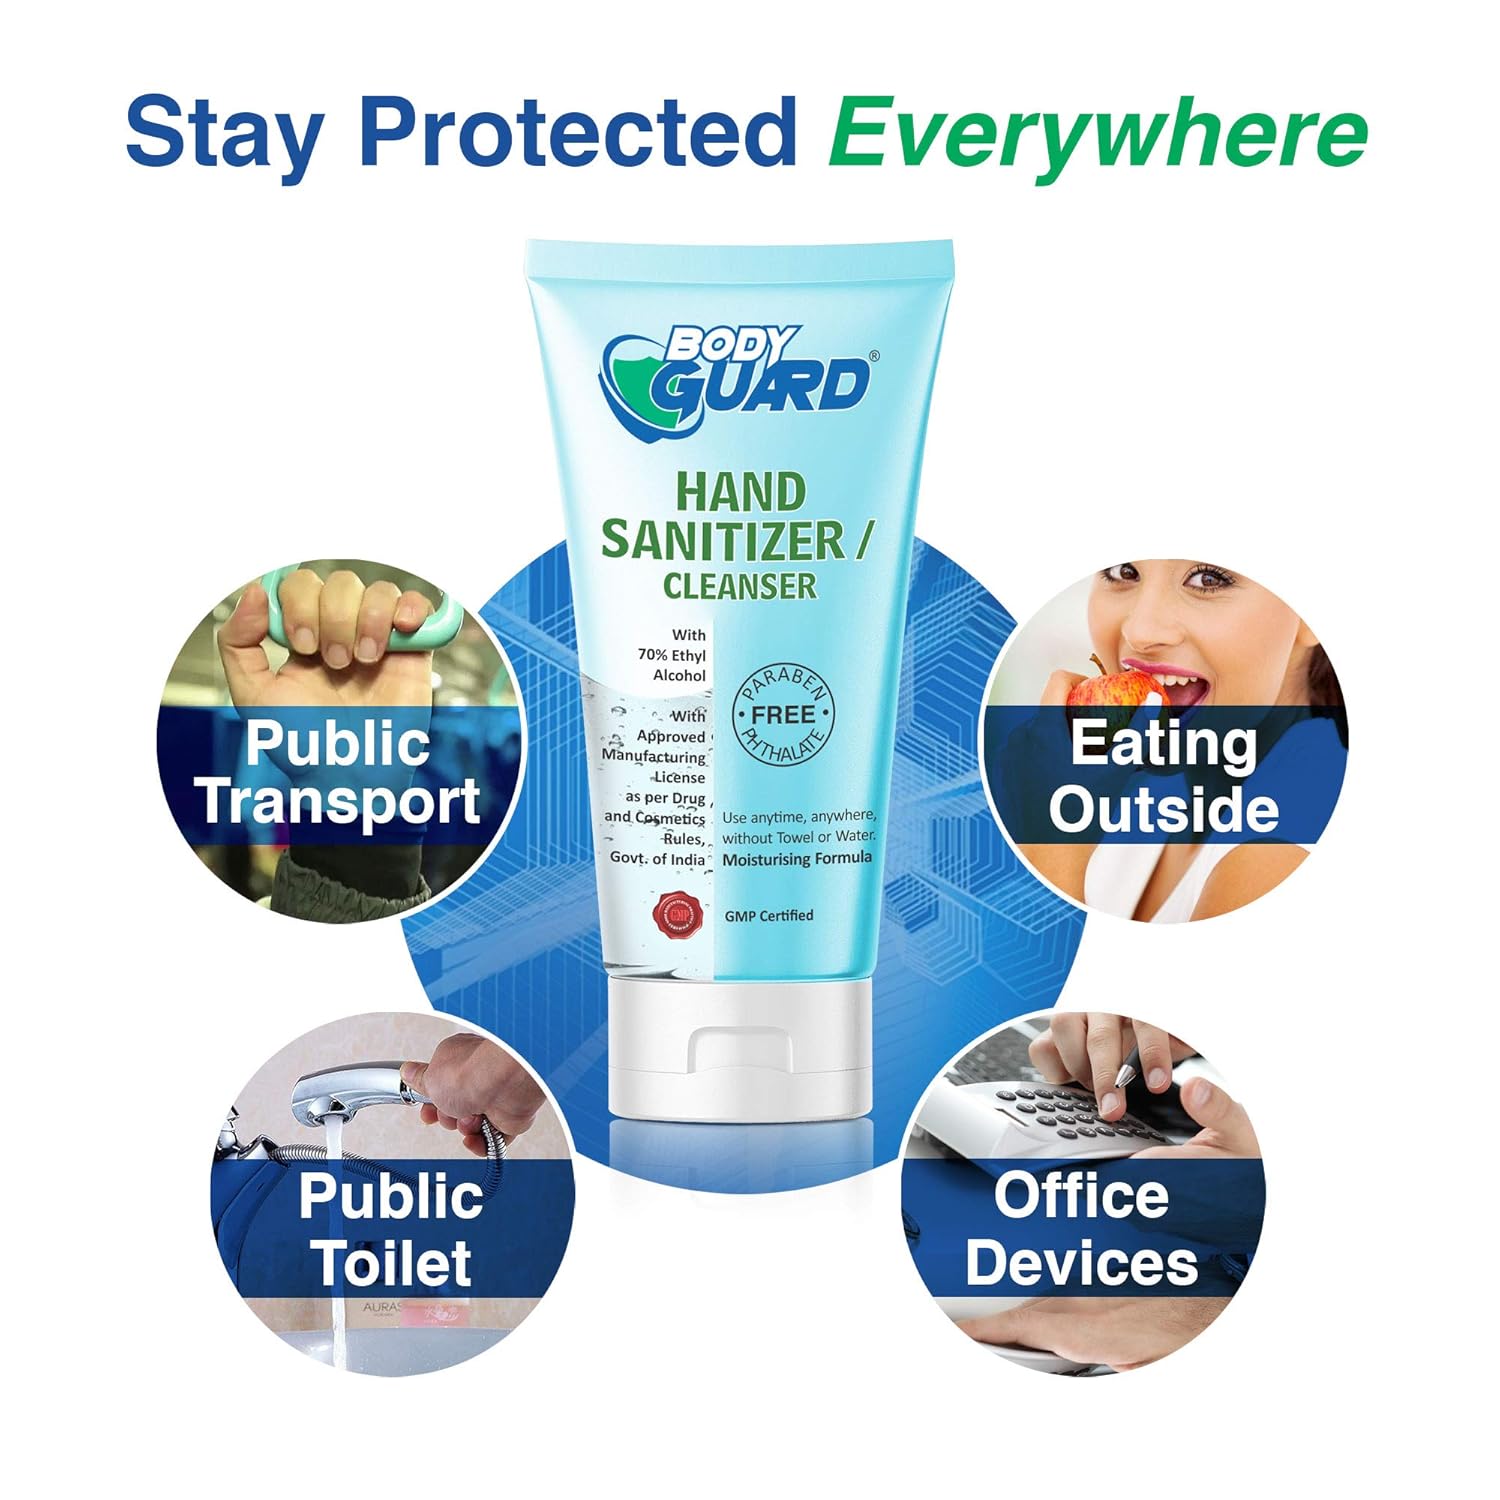 Stay Protected Everywhere
BODY
GUARD®
HAND
SANITIZER /
CLEANSER
With
70% Ethyl
Alcohol
With
Approved
Manufacturing
License
as per Drug
and Cosmetics
Rules,
Govt. of India
PARABEN
FREE
PHTHALATE
Use anytime, anywhere,
without Towel or Water.
Moisturising Formula
GMP
GMP Certified
Public
Transport
Eating
Outside
Public
Toilet
AURAS
Office
Devices